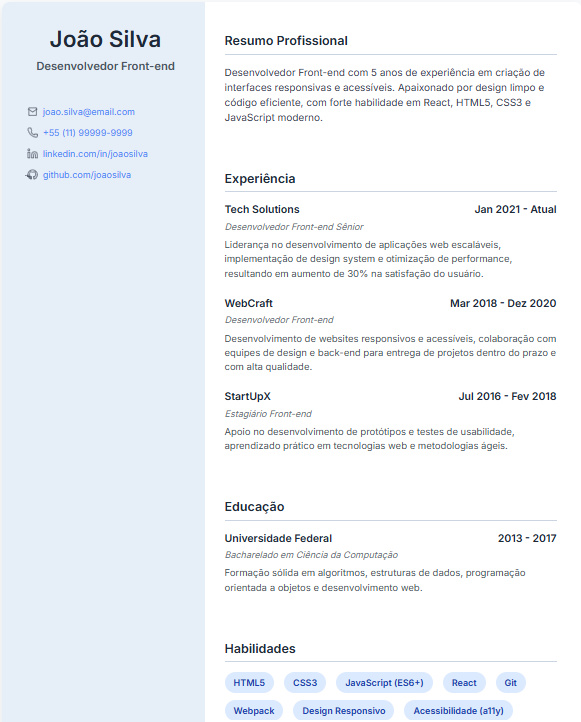 João Silva
Desenvolvedor Front-end
joao.silva@email.com
+55 (11) 99999-9999
linkedin.com/in/joaosilva
github.com/joaosilva
Resumo Profissional
Desenvolvedor Front-end com 5 anos de experiência em criação de
interfaces responsivas e acessíveis. Apaixonado por design limpo e
código eficiente, com forte habilidade em React, HTML5, CSS3 e
JavaScript moderno.
Experiência
Tech Solutions Jan 2021 - Atual
Desenvolvedor Front-end Sênior
Liderança no desenvolvimento de aplicações web escaláveis,
implementação de design system e otimização de performance,
resultando em aumento de 30% na satisfação do usuário.
WebCraft Mar 2018 - Dez 2020
Desenvolvedor Front-end
Desenvolvimento de websites responsivos e acessíveis, colaboração com
equipes de design e back-end para entrega de projetos dentro do prazo e
com alta qualidade.
StartUpX Jul 2016 - Fev 2018
Estagiário Front-end
Apoio no desenvolvimento de protótipos e testes de usabilidade,
aprendizado prático em tecnologias web e metodologias ágeis.
Educação
Universidade Federal 2013 - 2017
Bacharelado em Ciência da Computação
Formação sólida em algoritmos, estruturas de dados, programação
orientada a objetos e desenvolvimento web.
Habilidades
HTML5 CSS3 JavaScript (ES6+) React Git
Webpack Design Responsivo Acessibilidade (a11y)